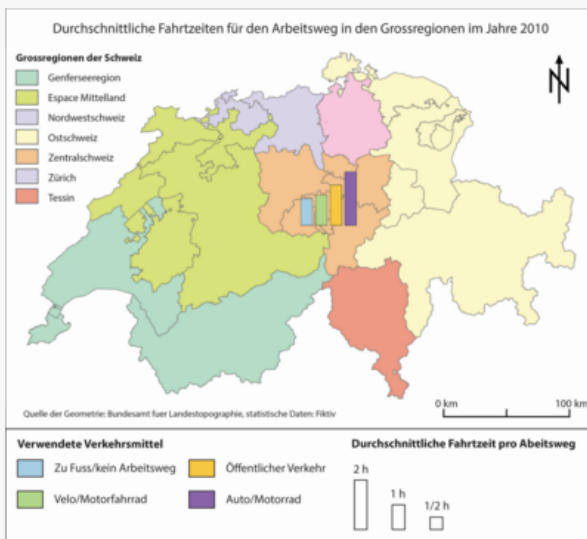 Durchschnittliche Fahrtzeiten für den Arbeitsweg in den Grossregionen im Jahre 2010
Grossregionen der Schweiz
Genferseeregion
Espace Mittelland
Nordwestschweiz
Ostschweiz
Zentralschweiz
Zürich
Tessin
N
0 km
100 km
Quelle der Geometrie: Bundesamt fuer Landestopographie, statistische Daten: Fiktiv
Verwendete Verkehrsmittel
Zu Fuss/kein Arbeitsweg
Öffentlicher Verkehr
Velo/Motorfahrrad
Auto/Motorrad
Durchschnittliche Fahrtzeit pro Abeitsweg
2 h
1 h
1/2 h